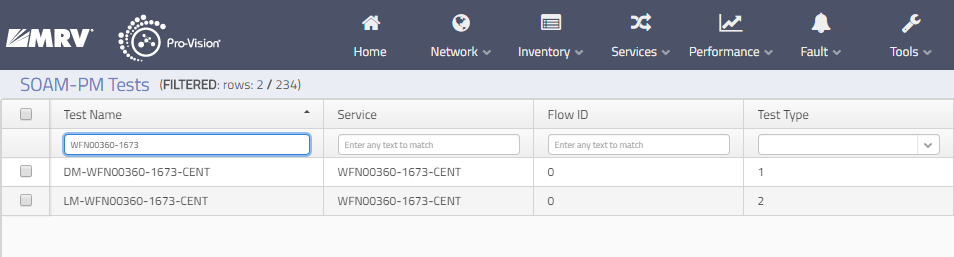 MRV® Pro-Vision® Home Network Inventory Services Performance Fault Tools
SOAM-PM Tests (FILTERED: rows: 2 / 234)
Test Name Service Flow ID Test Type
WFN00360-1673 Enter any text to match Enter any text to match
DM-WFN00360-1673-CENT WFN00360-1673-CENT 0 1
LM-WFN00360-1673-CENT WFN00360-1673-CENT 0 2